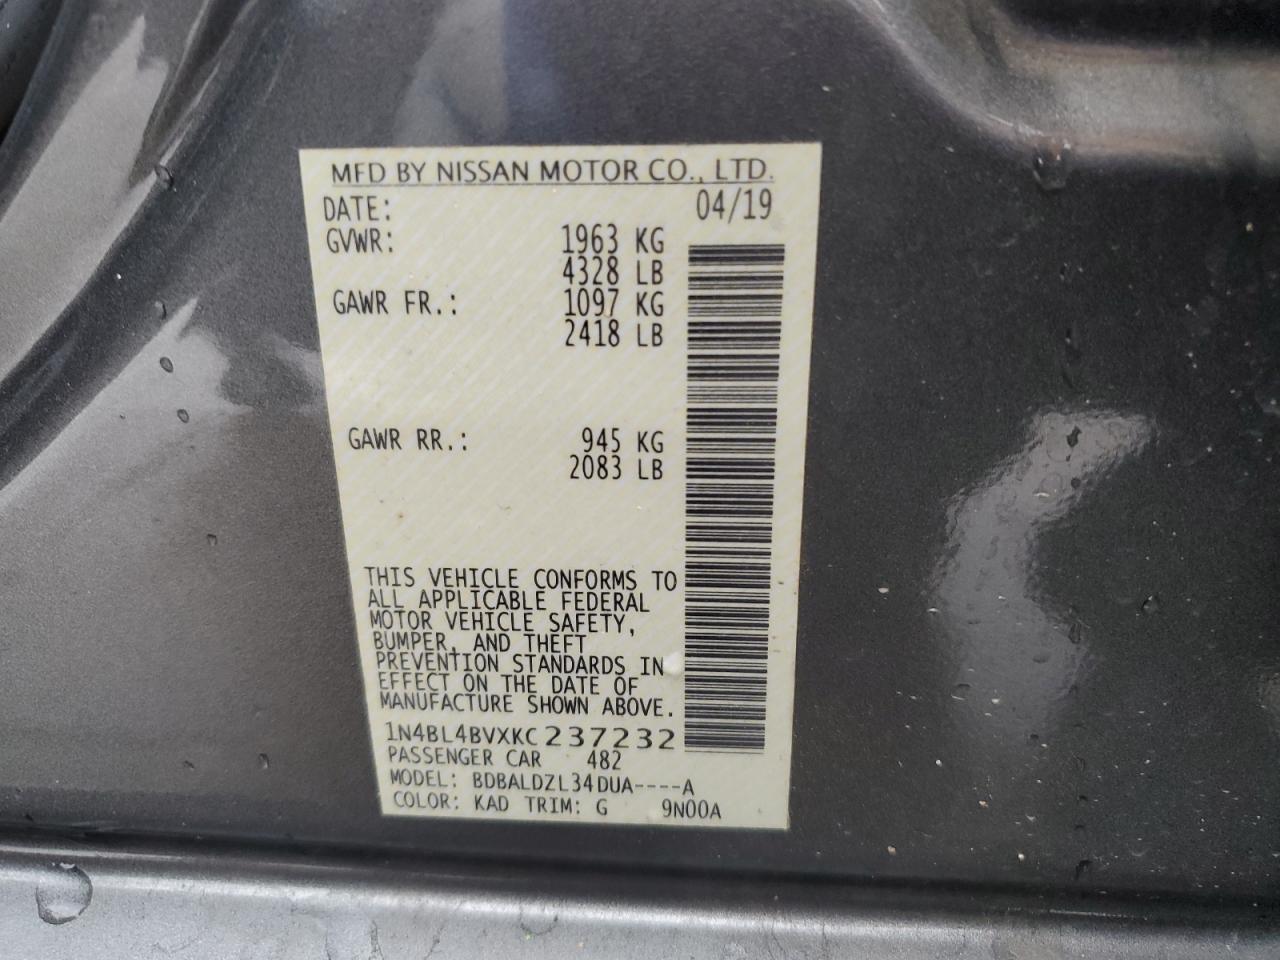 MFD BY NISSAN MOTOR CO., LTD.
DATE: 04/19
GVWR: 1963 KG
4328 LB
GAWR FR.: 1097 KG
2418 LB
GAWR RR.: 945 KG
2083 LB
THIS VEHICLE CONFORMS TO
ALL APPLICABLE FEDERAL
MOTOR VEHICLE SAFETY,
BUMPER, AND THEFT
PREVENTION STANDARDS IN
EFFECT ON THE DATE OF
MANUFACTURE SHOWN ABOVE.
1N4BL4BVXKC237232
PASSENGER CAR 482
MODEL: BDBALDZL34DUA----A
COLOR: KAD TRIM: G 9N00A